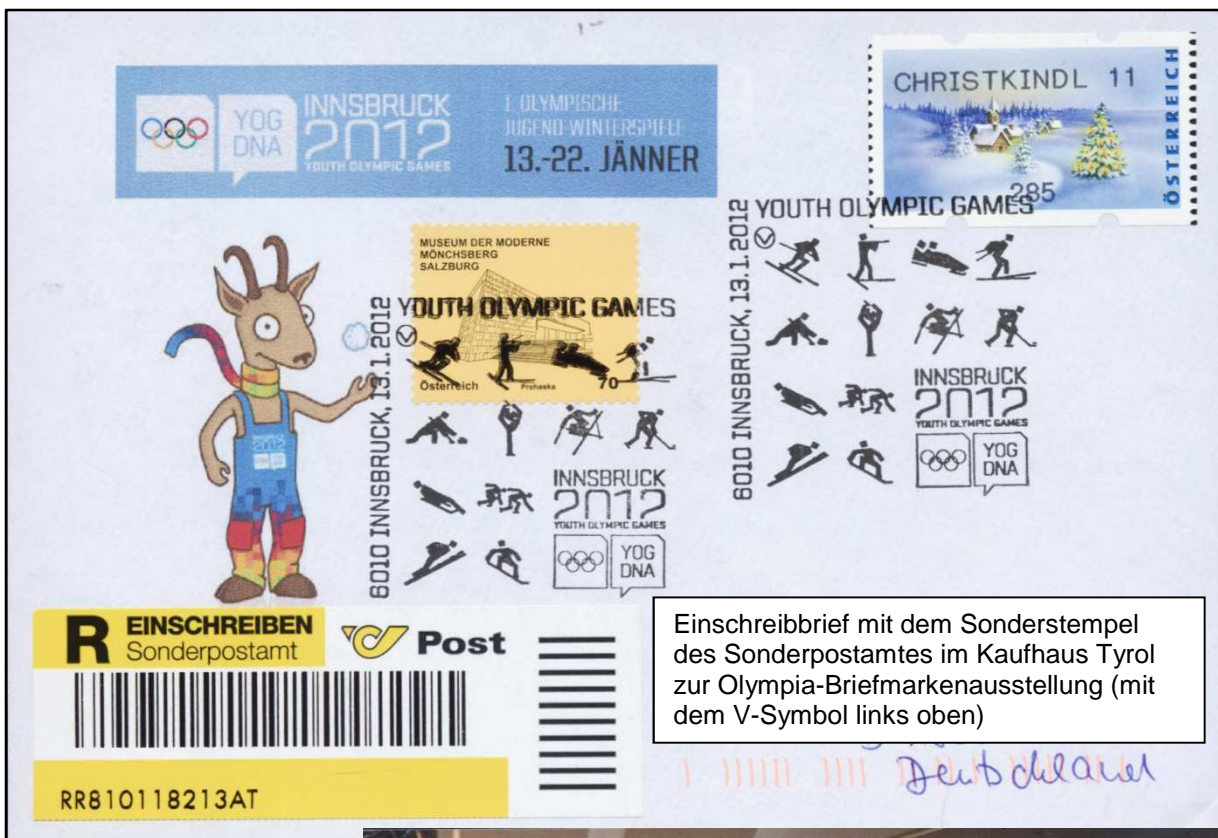 INNSBRUCK
2012
YOUTH OLYMPIC GAMES
YOG
DNA
1. OLYMPISCHE
JUGEND-WINTERSPIELE
13.-22. JÄNNER
CHRISTKINDL 11
285
ÖSTERREICH
MUSEUM DER MODERNE
MÖNCHSBERG
SALZBURG
Österreich
Prohaska
70
YOUTH OLYMPIC GAMES
6010 INNSBRUCK, 13.1.2012
INNSBRUCK
2012
YOUTH OLYMPIC GAMES
YOG
DNA
YOUTH OLYMPIC GAMES
6010 INNSBRUCK, 13.1.2012
INNSBRUCK
2012
YOUTH OLYMPIC GAMES
YOG
DNA
2012
R EINSCHREIBEN
Sonderpostamt
Post
RR810118213AT
Einschreibbrief mit dem Sonderstempel
des Sonderpostamtes im Kaufhaus Tyrol
zur Olympia-Briefmarkenausstellung (mit
dem V-Symbol links oben)
Deutschland